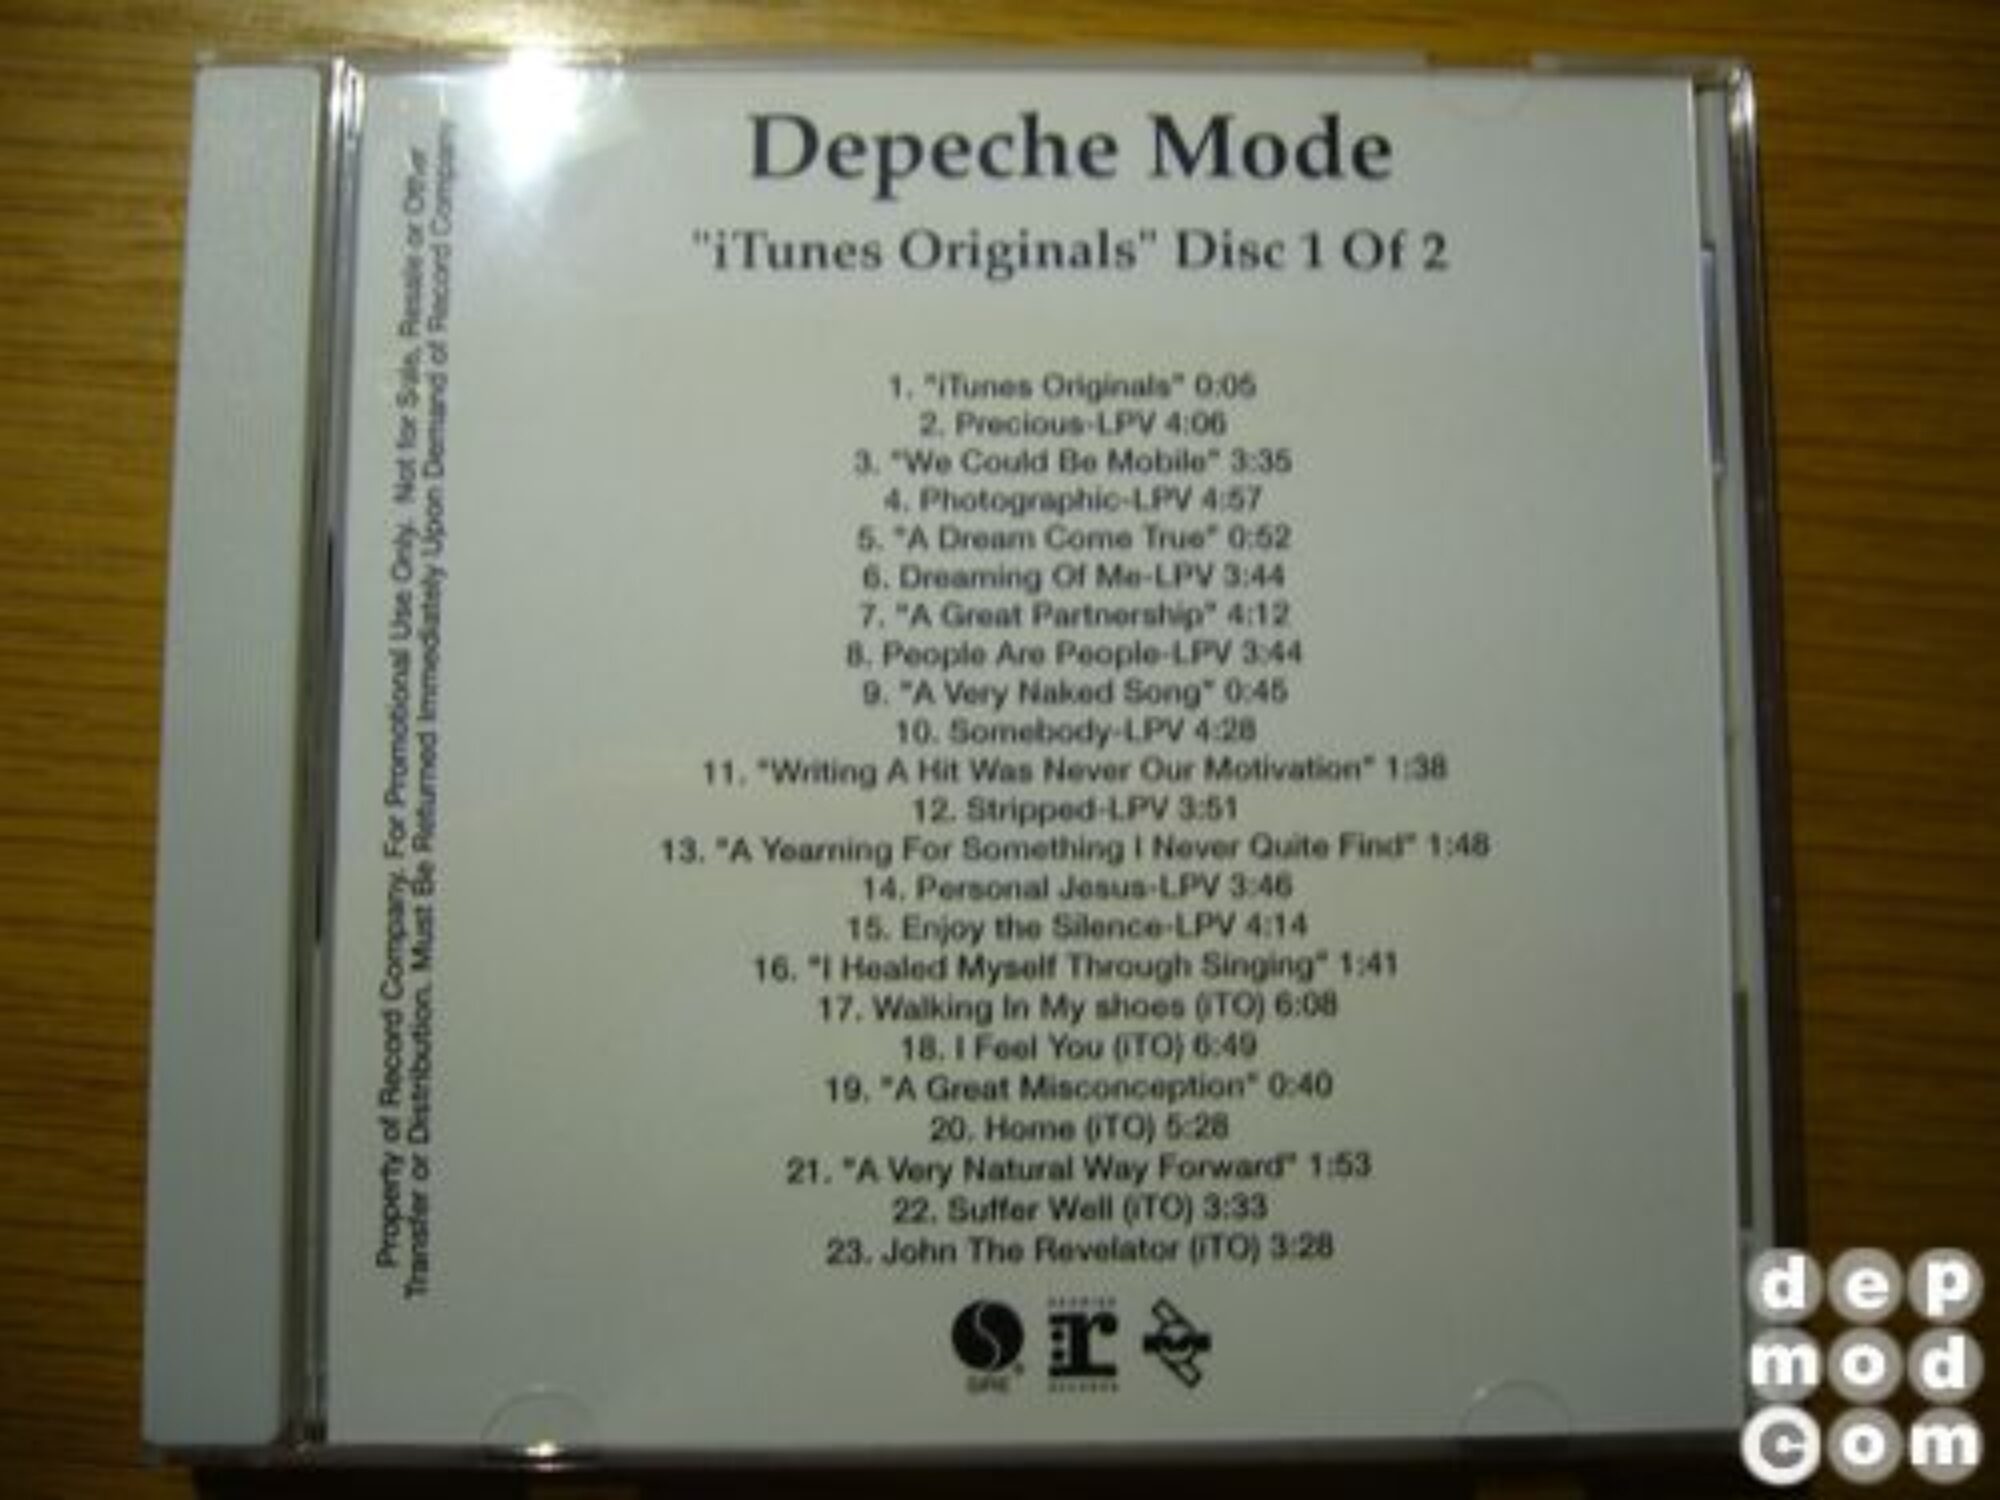 Depeche Mode
"iTunes Originals" Disc 1 Of 2
1. "iTunes Originals" 0:05
2. Precious-LPV 4:06
3. "We Could Be Mobile" 3:35
4. Photographic-LPV 4:57
5. "A Dream Come True" 0:52
6. Dreaming Of Me-LPV 3:44
7. "A Great Partnership" 4:12
8. People Are People-LPV 3:44
9. "A Very Naked Song" 0:45
10. Somebody-LPV 4:28
11. "Writing A Hit Was Never Our Motivation" 1:38
12. Stripped-LPV 3:51
13. "A Yearning For Something I Never Quite Find" 1:48
14. Personal Jesus-LPV 3:46
15. Enjoy the Silence-LPV 4:14
16. "I Healed Myself Through Singing" 1:41
17. Walking In My shoes (iTO) 6:08
18. I Feel You (iTO) 6:49
19. "A Great Misconception" 0:40
20. Home (iTO) 5:28
21. "A Very Natural Way Forward" 1:53
22. Suffer Well (iTO) 3:33
23. John The Revelator (iTO) 3:28
Property of Record Company. For Promotional Use Only. Not for Sale, Resale or Other
Transfer or Distribution. Must Be Returned Immediately Upon Demand of Record Company
SIRE
r
dep
mod
Com